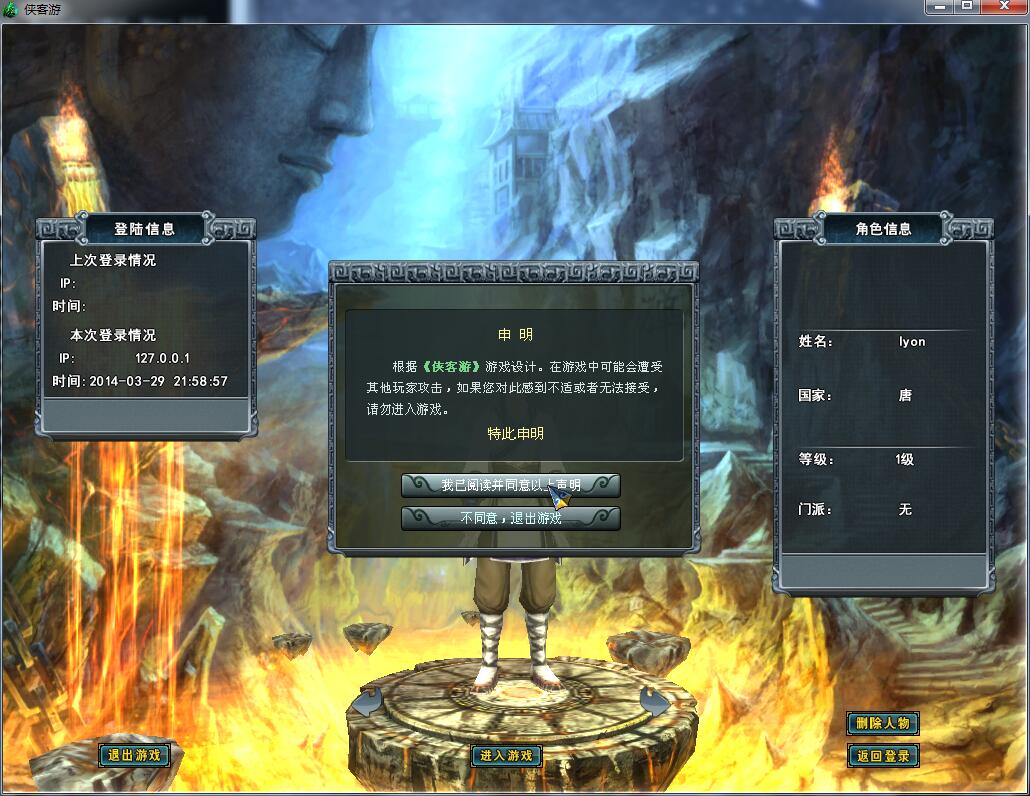 侠客游
登陆信息
上次登录情况
IP:
时间:
本次登录情况
IP: 127.0.0.1
时间: 2014-03-29 21:58:57
申 明
根据《侠客游》游戏设计。在游戏中可能会遭受
其他玩家攻击，如果您对此感到不适或者无法接受，
请勿进入游戏。
特此申明
我已阅读并同意以上声明
不同意，退出游戏
角色信息
姓名: lyon
国家: 唐
等级: 1级
门派: 无
删除人物
退出游戏
进入游戏
返回登录